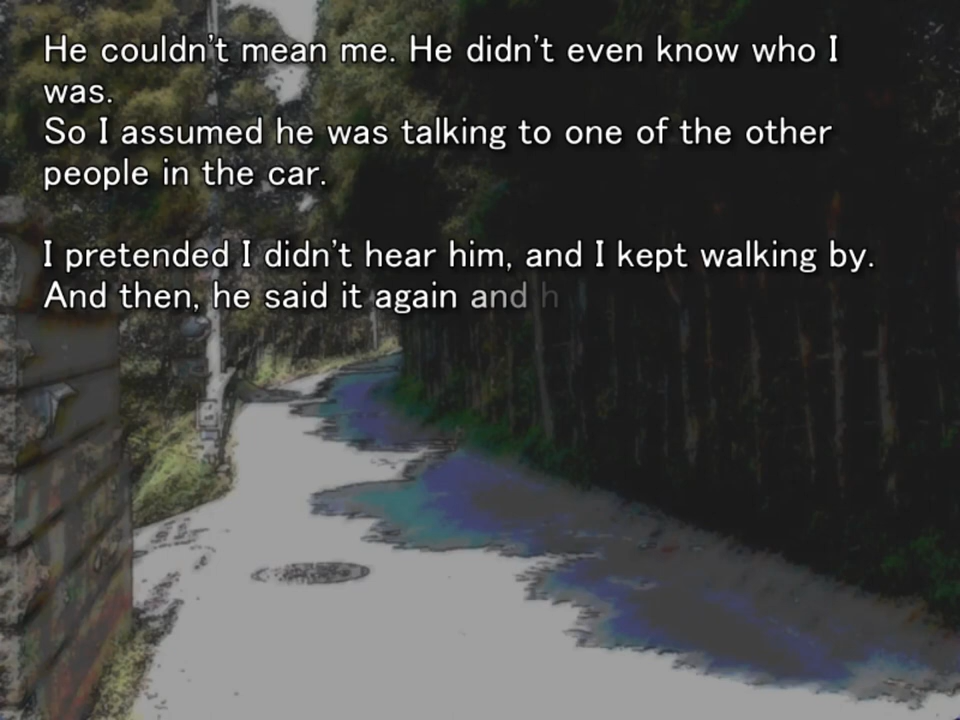 He couldn't mean me. He didn't even know who I
was.
So I assumed he was talking to one of the other
people in the car.
I pretended I didn't hear him, and I kept walking by.
And then, he said it again and h